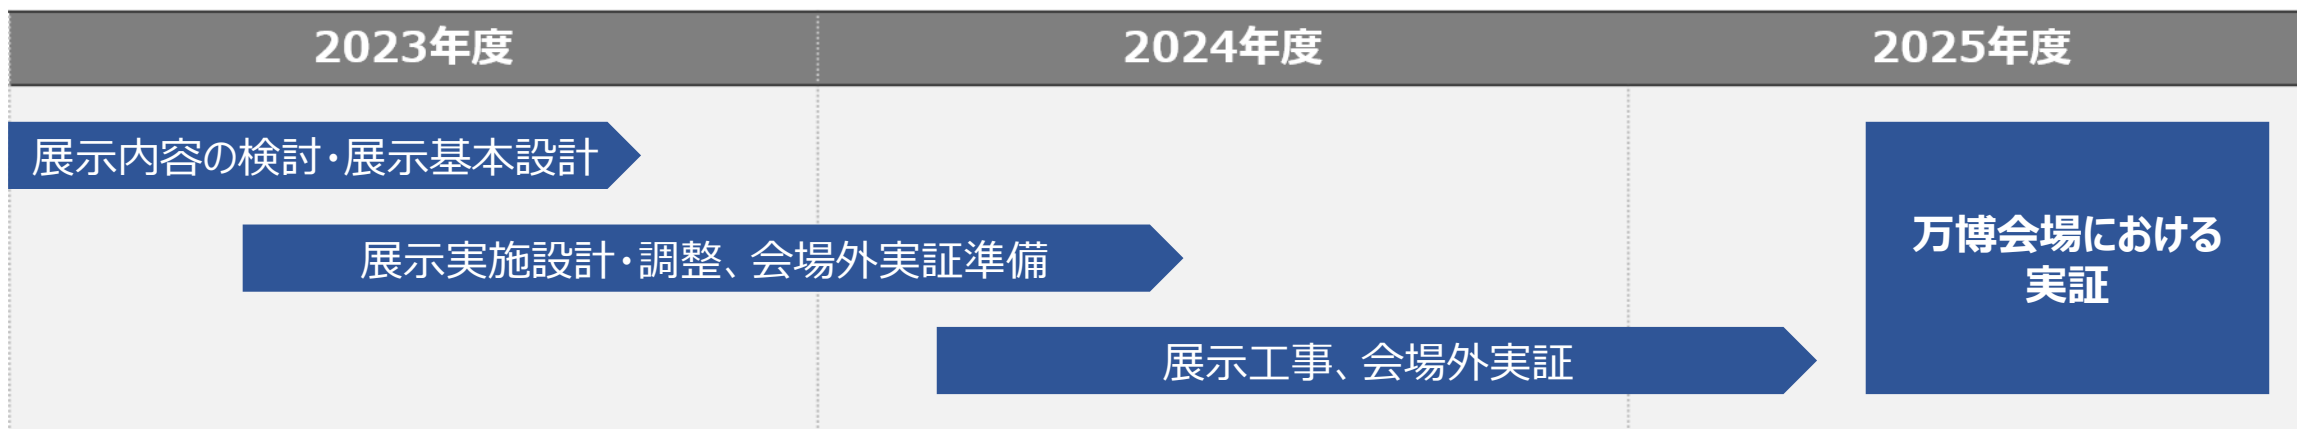 2023年度
2024年度
2025年度
展示内容の検討・展示基本設計
展示実施設計・調整、会場外実証準備
展示工事、会場外実証
万博会場における
実証